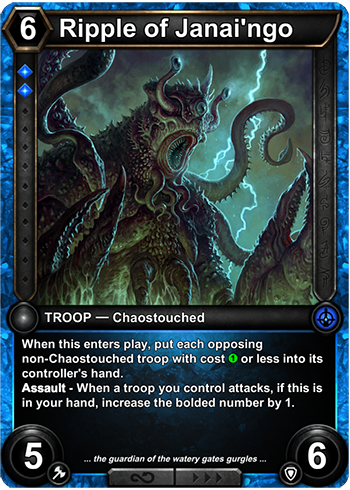 6 Ripple of Janai'ngo
TROOP — Chaostouched
When this enters play, put each opposing
non-Chaostouched troop with cost 1 or less into its
controller's hand.
Assault - When a troop you control attacks, if this is
in your hand, increase the bolded number by 1.
... the guardian of the watery gates gurgles ...
5
6